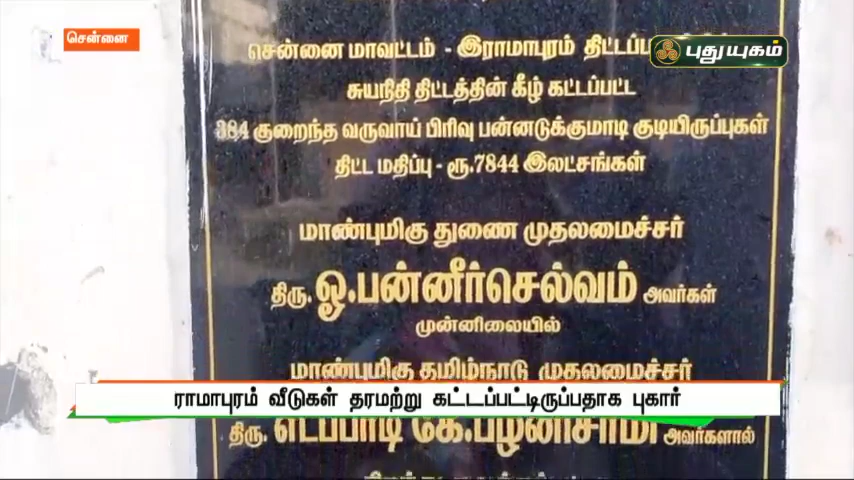 சென்னை
புதுயுகம்
சென்னை மாவட்டம் - இராமாபுரம்
சுயநிதி திட்டத்தின் கீழ் கட்டப்பட்ட
384 குறைந்த வருவாய் பிரிவு பன்னடுக்குமாடி குடியிருப்புகள்
திட்ட மதிப்பு - ரூ.7844 இலட்சங்கள்
மாண்புமிகு துணை முதலமைச்சர்
திரு. ஓ.பன்னீர்செல்வம் அவர்கள்
முன்னிலையில்
மாண்புமிகு தமிழ்நாடு முதலமைச்சர்
ராமாபுரம் வீடுகள் தரமற்று கட்டப்பட்டிருப்பதாக புகார்
திரு. எடப்பாடி கே.பழனிசாமி அவர்களால்